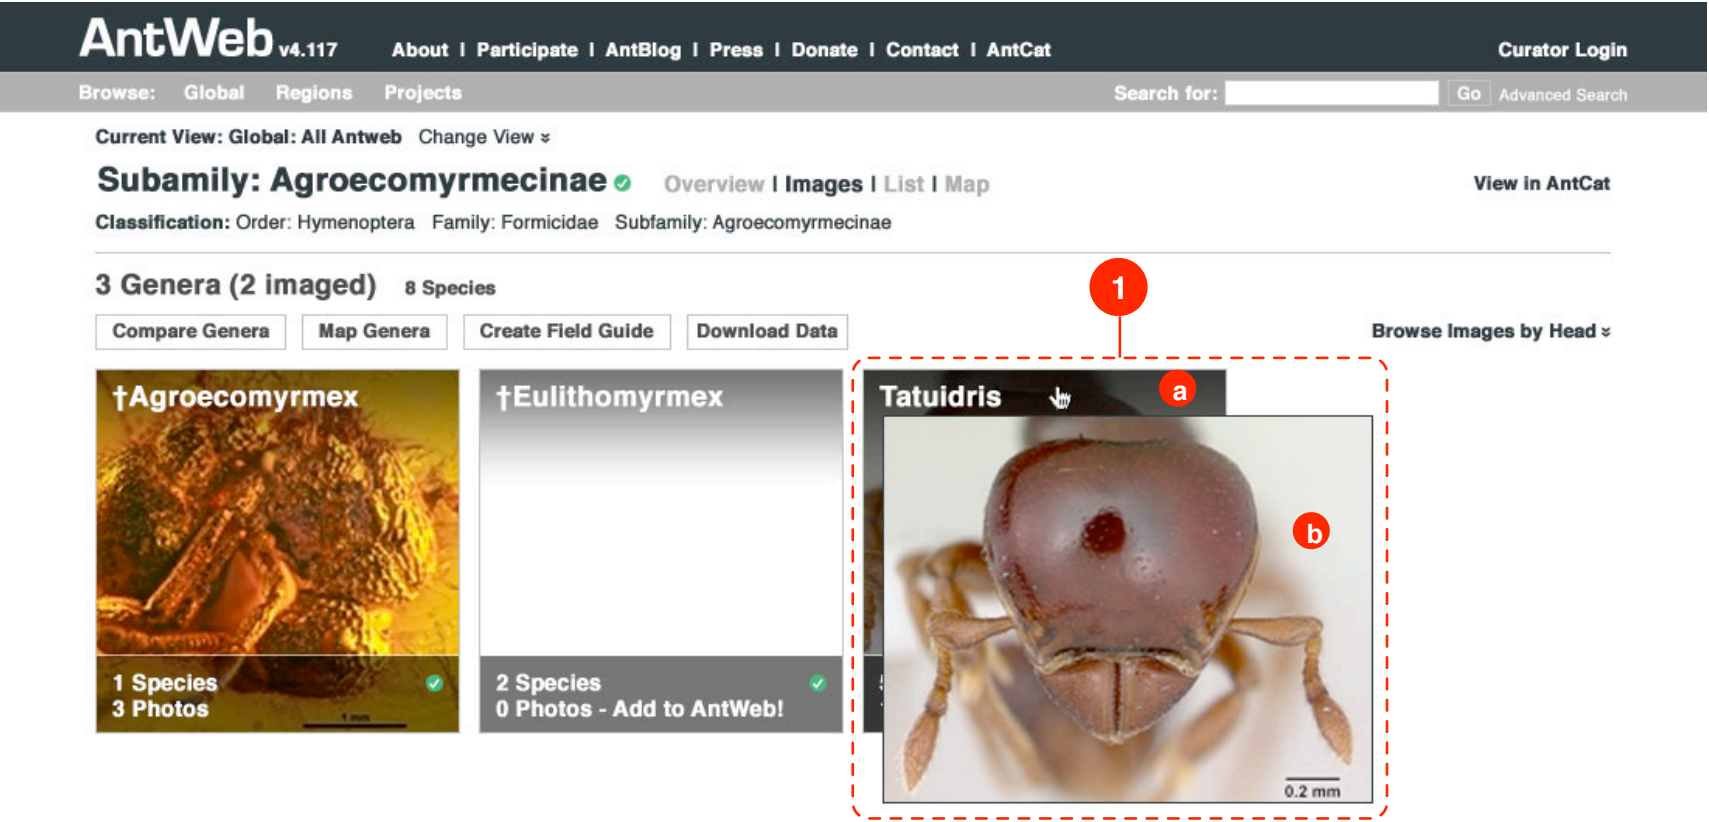 AntWeb v4.117
About | Participate | AntBlog | Press | Donate | Contact | AntCat
Curator Login
Browse: Global Regions Projects
Search for: Go Advanced Search
Current View: Global: All Antweb Change View
Subamily: Agroecomyrmecinae Overview | Images | List | Map
View in AntCat
Classification: Order: Hymenoptera Family: Formicidae Subfamily: Agroecomyrmecinae
3 Genera (2 imaged) 8 Species
1
Compare Genera Map Genera Create Field Guide Download Data
Browse Images by Head
†Agroecomyrmex
1 Species
3 Photos
1 mm
†Eulithomyrmex
2 Species
0 Photos - Add to AntWeb!
Tatuidris
a
b
0.2 mm